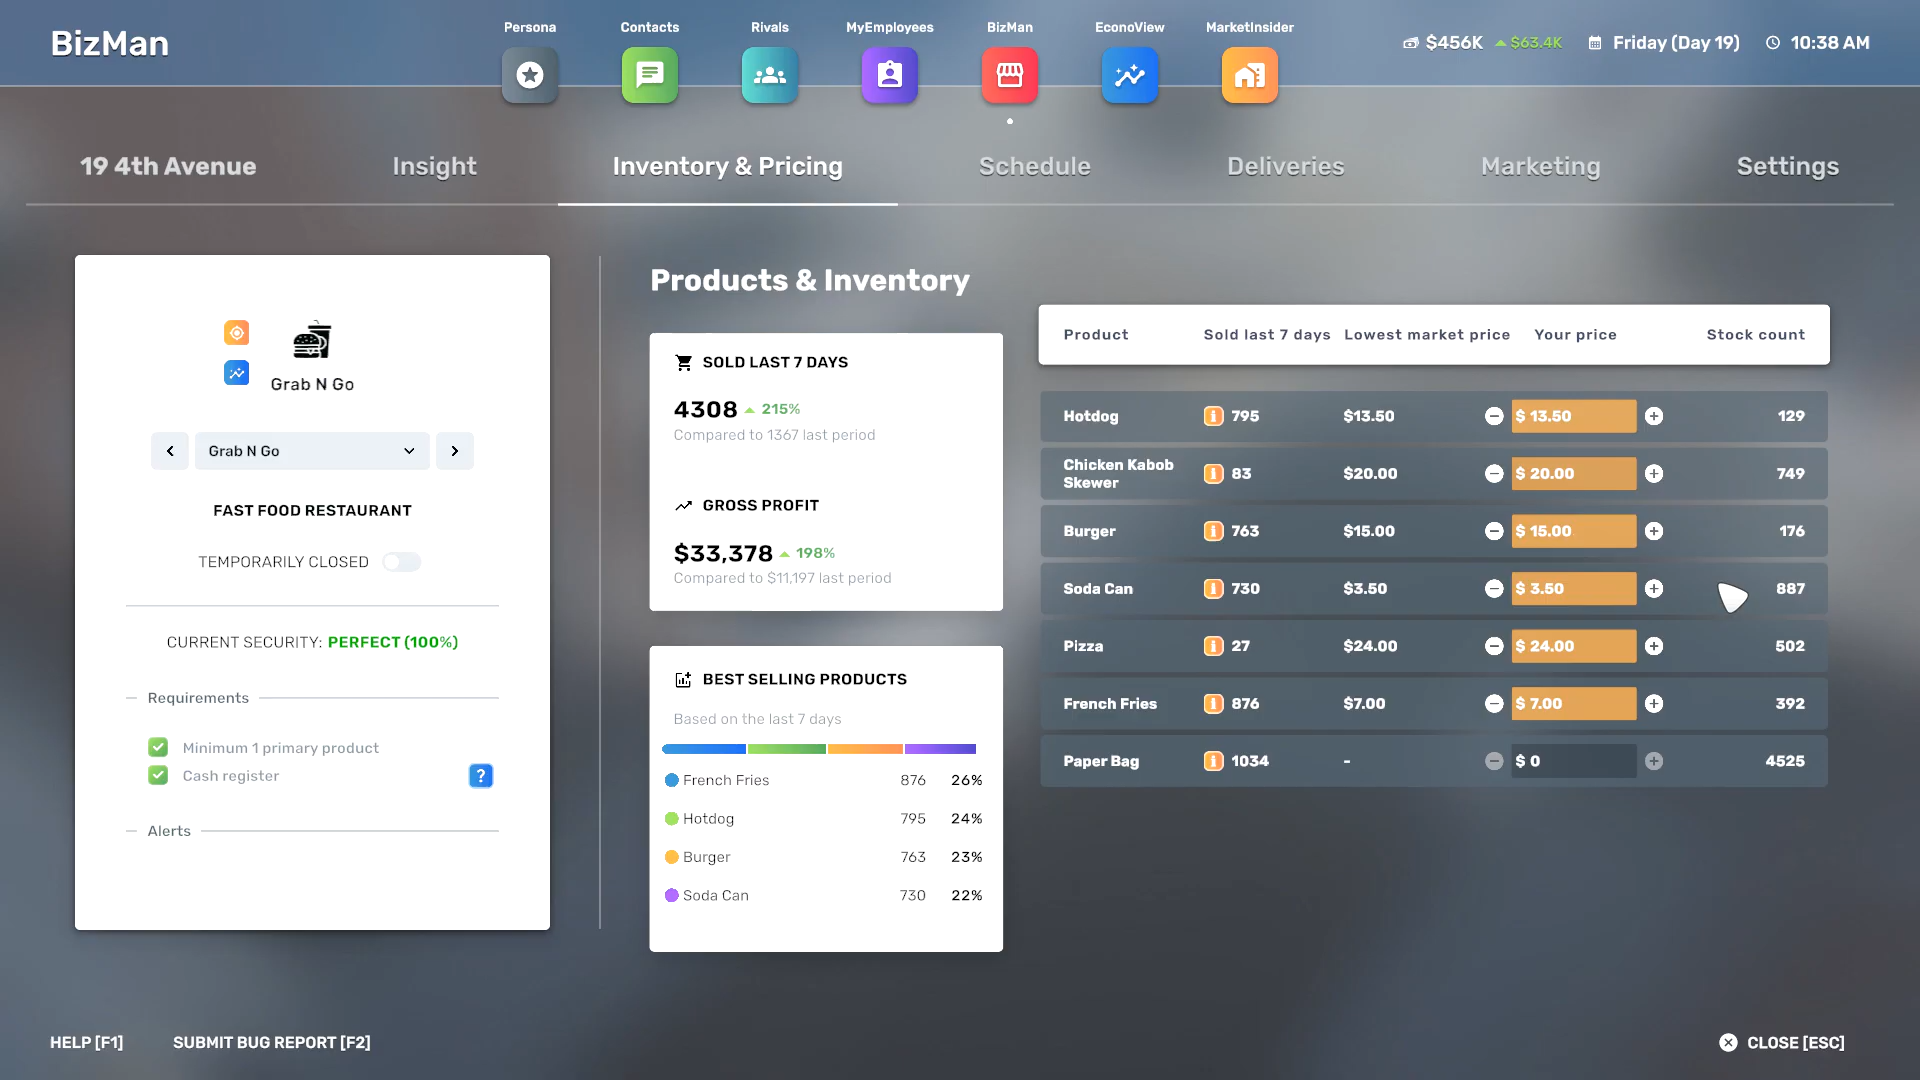 BizMan
Persona
Contacts
Rivals
MyEmployees
BizMan
EconoView
MarketInsider
$456K
$63.4K
Friday (Day 19)
10:38 AM
19 4th Avenue
Insight
Inventory & Pricing
Schedule
Deliveries
Marketing
Settings
Grab N Go
Grab N Go
FAST FOOD RESTAURANT
TEMPORARILY CLOSED
CURRENT SECURITY: PERFECT (100%)
Requirements
Minimum 1 primary product
Cash register
?
Alerts
Products & Inventory
SOLD LAST 7 DAYS
4308 215%
Compared to 1367 last period
GROSS PROFIT
$33,378 198%
Compared to $11,197 last period
BEST SELLING PRODUCTS
Based on the last 7 days
French Fries 876 26%
Hotdog 795 24%
Burger 763 23%
Soda Can 730 22%
Product Sold last 7 days Lowest market price Your price Stock count
Hotdog 795 $13.50 $ 13.50 129
Chicken Kabob
Skewer 83 $20.00 $ 20.00 749
Burger 763 $15.00 $ 15.00 176
Soda Can 730 $3.50 $ 3.50 887
Pizza 27 $24.00 $ 24.00 502
French Fries 876 $7.00 $ 7.00 392
Paper Bag 1034 - $ 0 4525
HELP [F1]
SUBMIT BUG REPORT [F2]
CLOSE [ESC]